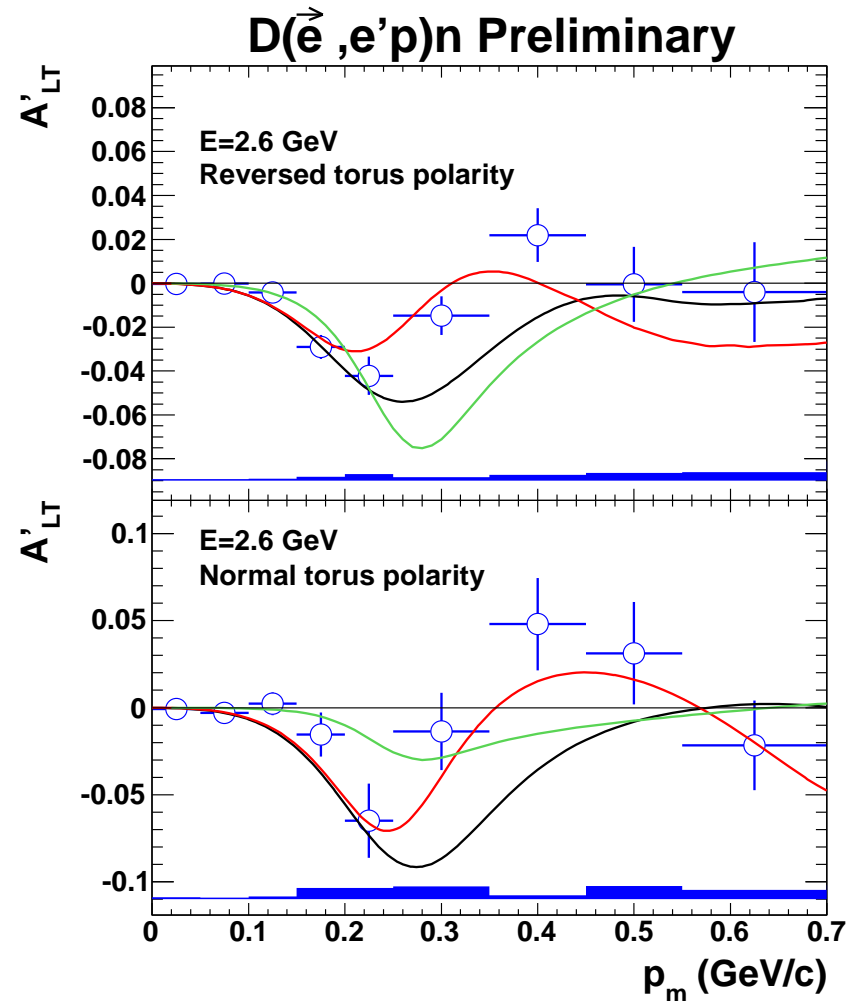 D(e⃗ ,e'p)n Preliminary
A'LT
0.08
0.06
0.04
0.02
0
-0.02
-0.04
-0.06
-0.08
E=2.6 GeV
Reversed torus polarity
A'LT
0.1
0.05
0
-0.05
-0.1
E=2.6 GeV
Normal torus polarity
0 0.1 0.2 0.3 0.4 0.5 0.6 0.7
pm (GeV/c)